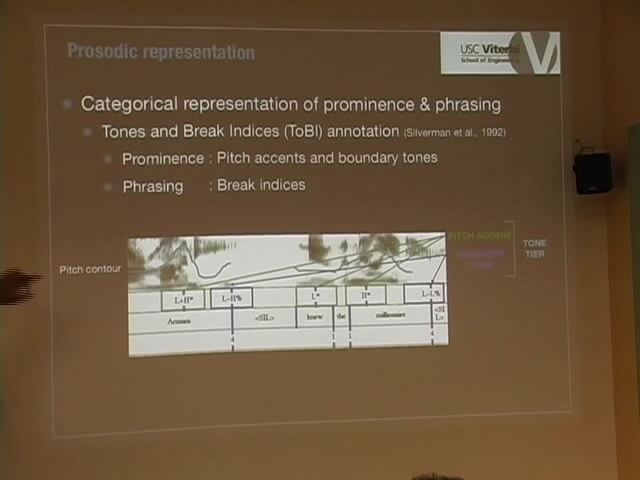 Prosodic representation
USC Viterbi
School of Engineering
Categorical representation of prominence & phrasing
Tones and Break Indices (ToBI) annotation (Silverman et al., 1992)
Prominence : Pitch accents and boundary tones
Phrasing : Break indices
PITCH ACCENT
TONE
TIER
Pitch contour
L+H* L-H% L* H* L-L%
<SIL> knew the millionaire <SI
L>
4 1 1 4